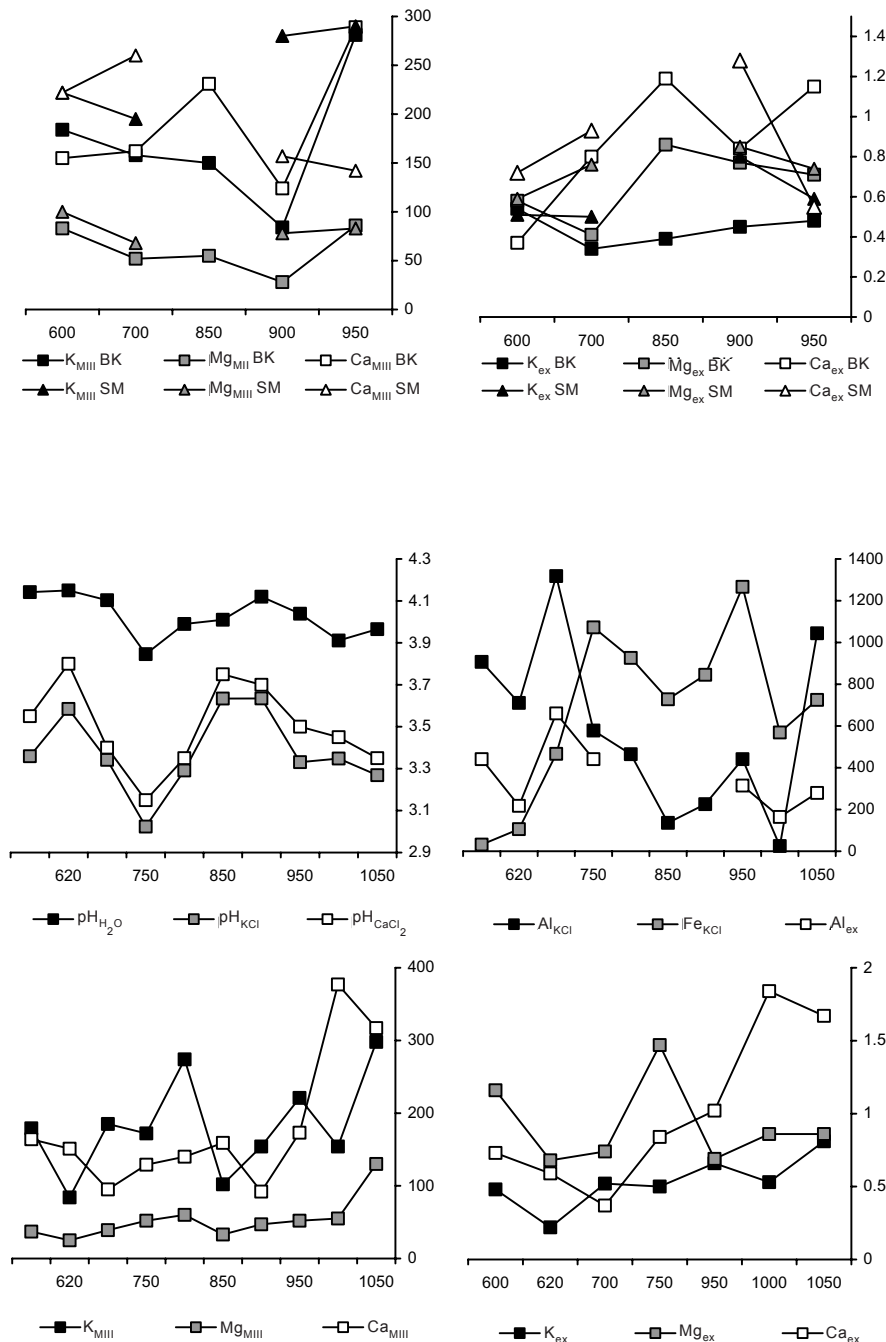 300
250
200
150
100
50
0
600 700 850 900 950
K_MIII BK Mg_MII BK Ca_MIII BK
K_MIII SM Mg_MIII SM Ca_MIII SM
1.4
1.2
1
0.8
0.6
0.4
0.2
0
600 700 850 900 950
K_ex BK Mg_ex BK Ca_ex BK
K_ex SM Mg_ex SM Ca_ex SM
4.3
4.1
3.9
3.7
3.5
3.3
3.1
2.9
620 750 850 950 1050
pH_H₂O pH_KCl pH_CaCl₂
1400
1200
1000
800
600
400
200
0
620 750 850 950 1050
Al_KCl Fe_KCl Al_ex
400
300
200
100
0
620 750 850 950 1050
K_MIII Mg_MIII Ca_MIII
2
1.5
1
0.5
0
600 620 700 750 950 1000 1050
K_ex Mg_ex Ca_ex